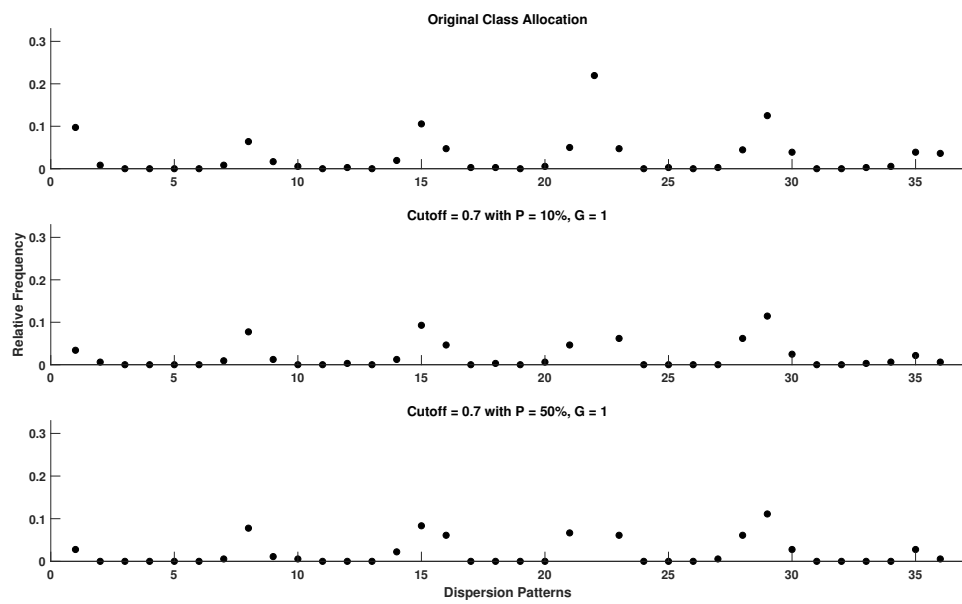 Original Class Allocation
0.3
0.2
0.1
0
0 5 10 15 20 25 30 35
Cutoff = 0.7 with P = 10%, G = 1
0.3
0.2
0.1
0
0 5 10 15 20 25 30 35
Relative Frequency
Cutoff = 0.7 with P = 50%, G = 1
0.3
0.2
0.1
0
0 5 10 15 20 25 30 35
Dispersion Patterns